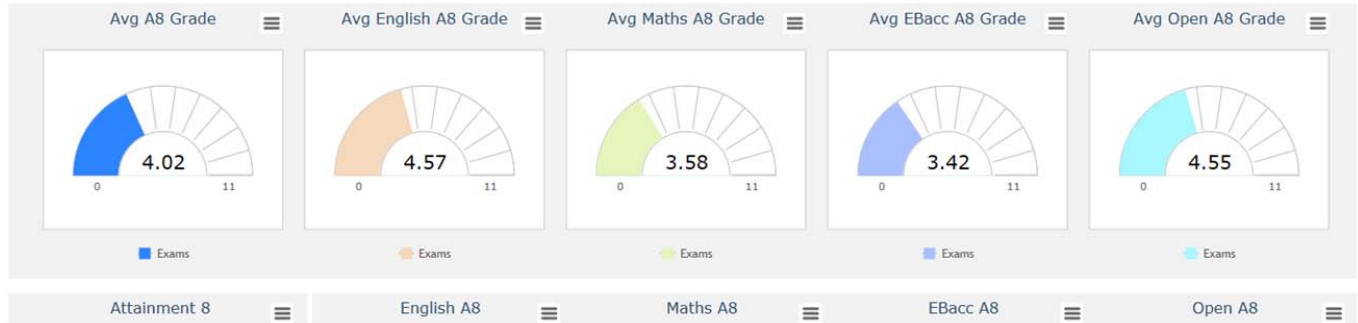 Avg A8 Grade
Avg English A8 Grade
Avg Maths A8 Grade
Avg EBacc A8 Grade
Avg Open A8 Grade
4.02
0 11
4.57
0 11
3.58
0 11
3.42
0 11
4.55
0 11
Exams
Exams
Exams
Exams
Exams
Attainment 8
English A8
Maths A8
EBacc A8
Open A8